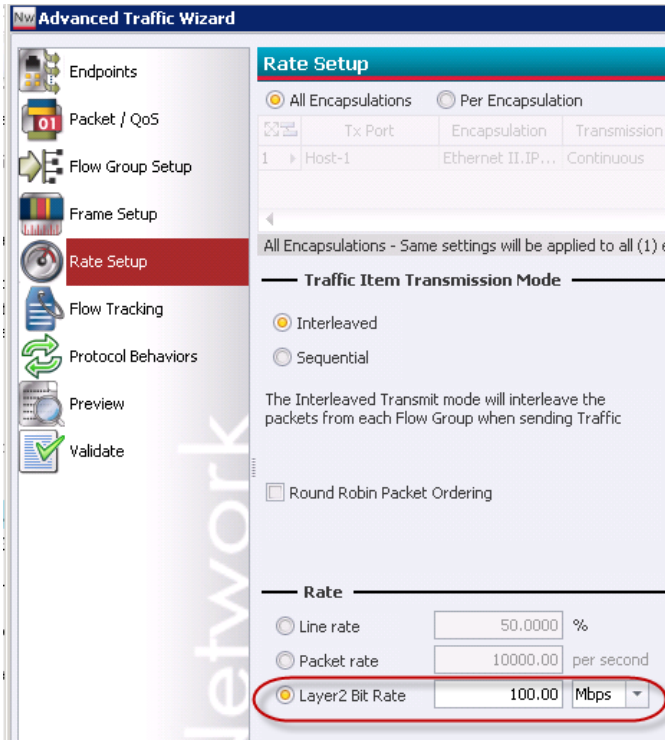 Nw Advanced Traffic Wizard
Endpoints
Packet / QoS
Flow Group Setup
Frame Setup
Rate Setup
Flow Tracking
Protocol Behaviors
Preview
Validate
Network
Rate Setup
All Encapsulations Per Encapsulation
Tx Port Encapsulation Transmission
1 Host-1 Ethernet II.IP... Continuous
All Encapsulations - Same settings will be applied to all (1) e
Traffic Item Transmission Mode
Interleaved
Sequential
The Interleaved Transmit mode will interleave the
packets from each Flow Group when sending Traffic
Round Robin Packet Ordering
Rate
Line rate 50.0000 %
Packet rate 10000.00 per second
Layer2 Bit Rate 100.00 Mbps